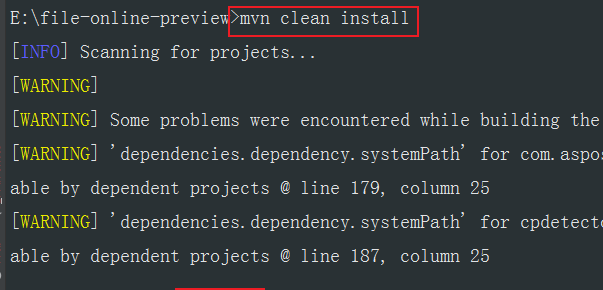 E:\file-online-preview>mvn clean install
[INFO] Scanning for projects...
[WARNING]
[WARNING] Some problems were encountered while building the
[WARNING] 'dependencies.dependency.systemPath' for com.aspos
able by dependent projects @ line 179, column 25
[WARNING] 'dependencies.dependency.systemPath' for cpdetecto
able by dependent projects @ line 187, column 25